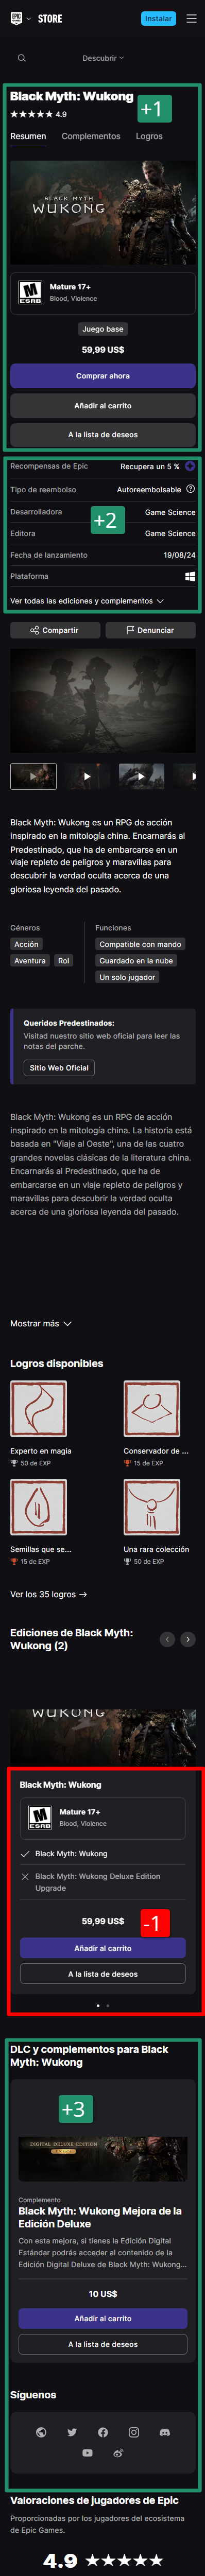 EPIC GAMES
STORE
Instalar
Descubrir
Black Myth: Wukong
+1
★★★★★ 4.9
Resumen
Complementos
Logros
BLACK MYTH
WUKONG
M
ESRB
Mature 17+
Blood, Violence
Juego base
59,99 US$
Comprar ahora
Añadir al carrito
A la lista de deseos
Recompensas de Epic
Recupera un 5 %
Tipo de reembolso
Autoreembolsable
+2
Desarrolladora
Game Science
Editora
Game Science
Fecha de lanzamiento
19/08/24
Plataforma
Ver todas las ediciones y complementos
Compartir
Denunciar
Black Myth: Wukong es un RPG de acción
inspirado en la mitología china. Encarnarás al
Predestinado, que ha de embarcarse en un
viaje repleto de peligros y maravillas para
descubrir la verdad oculta acerca de una
gloriosa leyenda del pasado.
Géneros
Funciones
Acción
Compatible con mando
Aventura
Rol
Guardado en la nube
Un solo jugador
Queridos Predestinados:
Visitad nuestro sitio web oficial para leer las
notas del parche.
Sitio Web Oficial
Black Myth: Wukong es un RPG de acción
inspirado en la mitología china. La historia está
basada en "Viaje al Oeste", una de las cuatro
grandes novelas clásicas de la literatura china.
Encarnarás al Predestinado, que ha de
embarcarse en un viaje repleto de peligros y
maravillas para descubrir la verdad oculta
acerca de una gloriosa leyenda del pasado.
Mostrar más
Logros disponibles
Experto en magia
50 de EXP
Conservador de ...
15 de EXP
Semillas que se...
15 de EXP
Una rara colección
50 de EXP
Ver los 35 logros →
Ediciones de Black Myth:
Wukong (2)
WUKONG
Black Myth: Wukong
M
ESRB
Mature 17+
Blood, Violence
Black Myth: Wukong
Black Myth: Wukong Deluxe Edition
Upgrade
59,99 US$
-1
Añadir al carrito
A la lista de deseos
DLC y complementos para Black
Myth: Wukong
+3
DIGITAL DELUXE EDITION
Complemento
Black Myth: Wukong Mejora de la
Edición Deluxe
Con esta mejora, si tienes la Edición Digital
Estándar podrás acceder al contenido de la
Edición Digital Deluxe de Black Myth: Wukong...
10 US$
Añadir al carrito
A la lista de deseos
Síguenos
Valoraciones de jugadores de Epic
Proporcionadas por los jugadores del ecosistema
de Epic Games.
4.9 ★★★★★